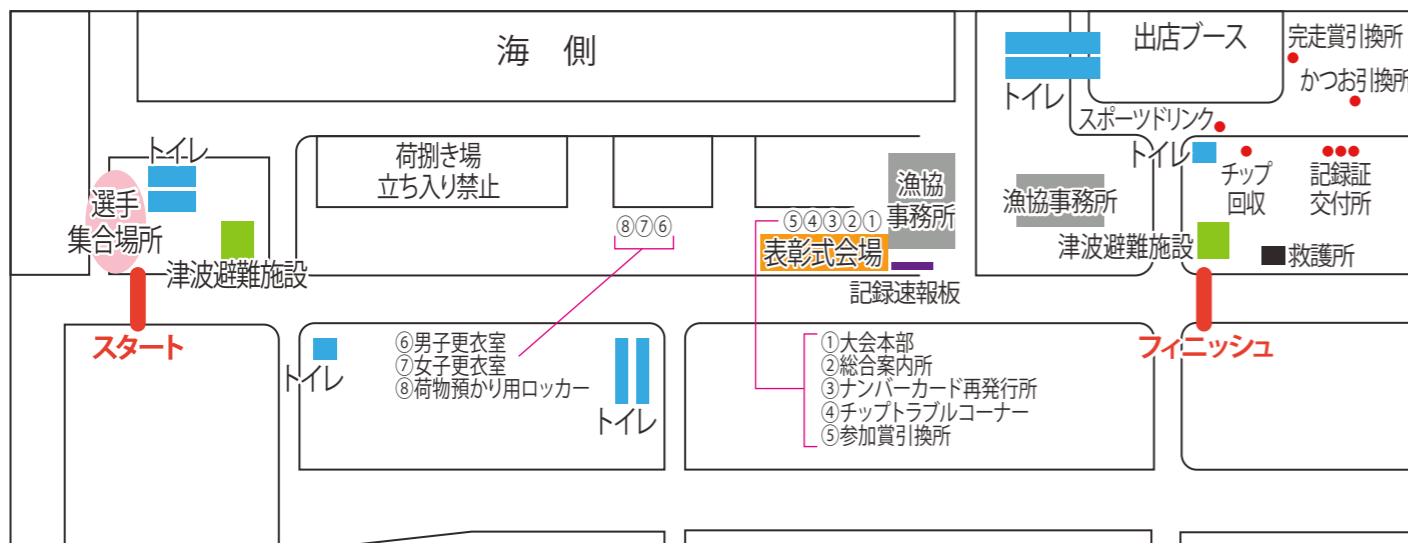 海 側
出店ブース
完走賞引換所
かつお引換所
トイレ
スポーツドリンク
トイレ
荷捌き場
立ち入り禁止
漁協
事務所
トイレ
チップ
回収
記録証
交付所
選手
集合場所
漁協事務所
⑧⑦⑥
⑤④③②①
表彰式会場
津波避難施設
救護所
津波避難施設
記録速報板
スタート
フィニッシュ
トイレ
⑥男子更衣室
⑦女子更衣室
⑧荷物預かり用ロッカー
トイレ
①大会本部
②総合案内所
③ナンバーカード再発行所
④チップトラブルコーナー
⑤参加賞引換所